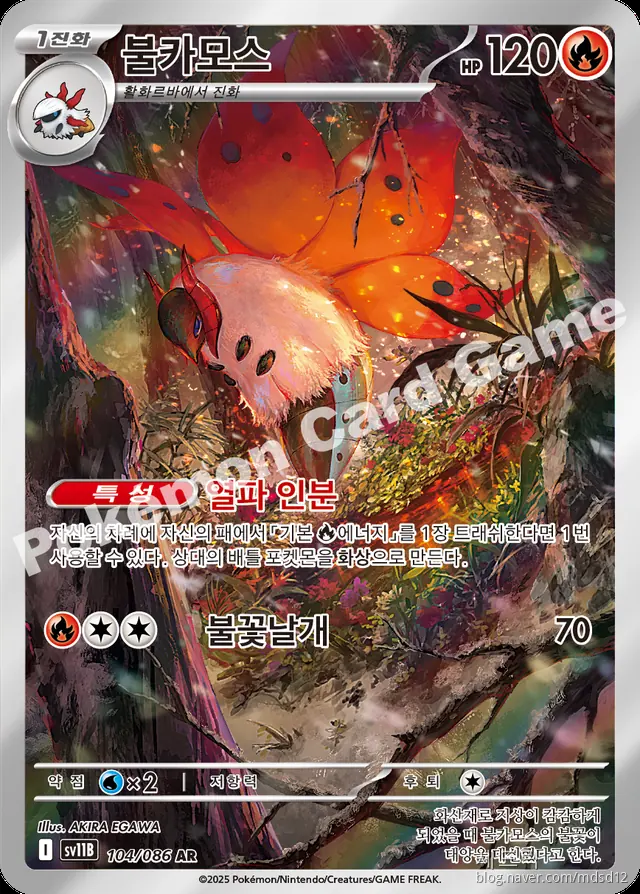 1진화
불카모스
HP 120
활화르바에서 진화
Pokémon Card Game
특성 열파 인분
자신의 차례에 자신의 패에서 「기본 에너지」를 1장 트래쉬한다면 1번
사용할 수 있다. 상대의 배틀 포켓몬을 화상으로 만든다.
불꽃날개 70
약점 ×2 저항력 후퇴
Illus. AKIRA EGAWA
I sv11B 104/086 AR
화산재로 지상이 캄캄하게
되었을 때 불카모스의 불꽃이
태양을 대신했다고 한다.
©2025 Pokémon/Nintendo/Creatures/GAME FREAK.
blog.naver.com/mdsd12